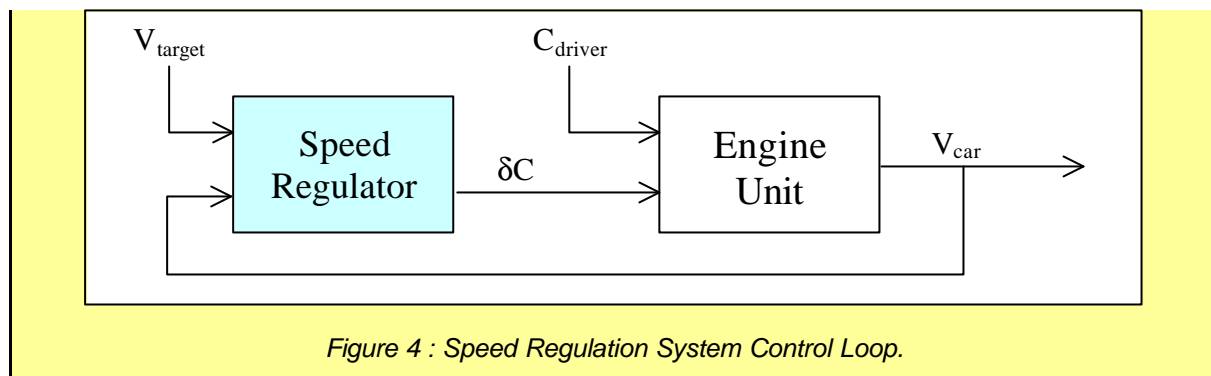 V_target
C_driver
Speed
Regulator
δC
Engine
Unit
V_car
Figure 4 : Speed Regulation System Control Loop.